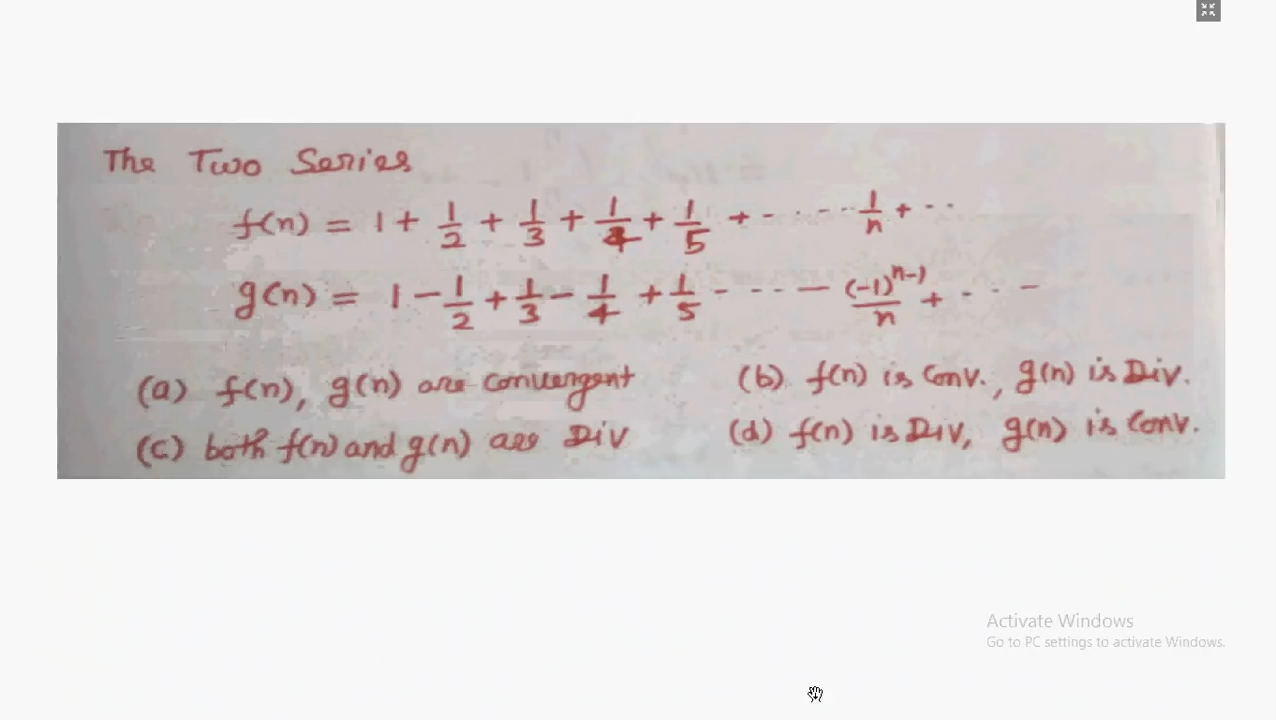 The Two Series
f(n) = 1 + 1/2 + 1/3 + 1/4 + 1/5 + - ---- 1/n + --
g(n) = 1 - 1/2 + 1/3 - 1/4 + 1/5 - --- - (-1)^{n-1}/n + - - -
(a) f(n), g(n) are convergent (b) f(n) is Conv., g(n) is Div.
(c) both f(n) and g(n) are Div (d) f(n) is Div, g(n) is Conv.
Activate Windows
Go to PC settings to activate Windows.